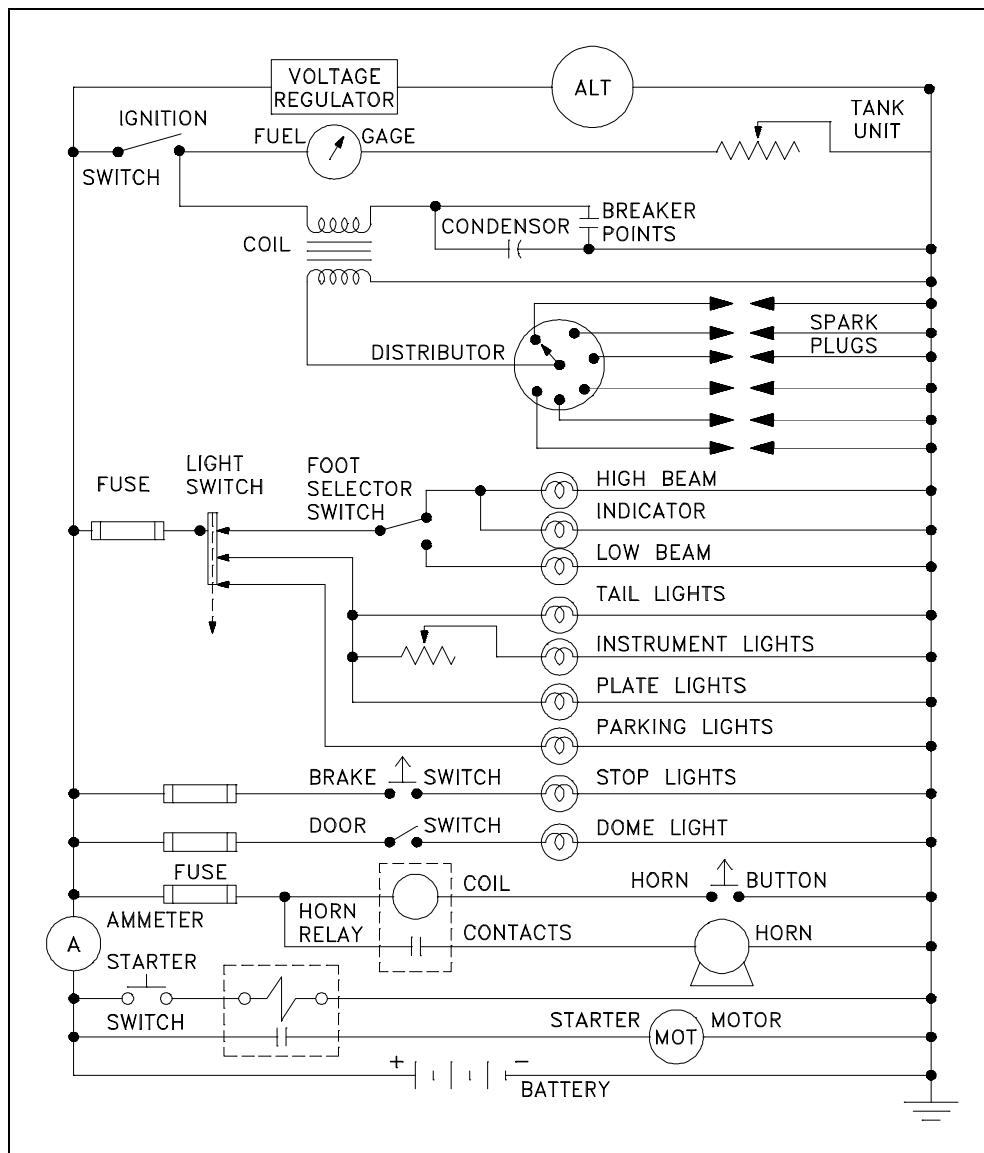 VOLTAGE
REGULATOR
ALT
IGNITION
SWITCH
FUEL GAGE
TANK
UNIT
COIL
CONDENSOR
BREAKER
POINTS
DISTRIBUTOR
SPARK
PLUGS
FUSE
LIGHT
SWITCH
FOOT
SELECTOR
SWITCH
HIGH BEAM
INDICATOR
LOW BEAM
TAIL LIGHTS
INSTRUMENT LIGHTS
PLATE LIGHTS
PARKING LIGHTS
BRAKE SWITCH
STOP LIGHTS
DOOR SWITCH
DOME LIGHT
FUSE
COIL
HORN BUTTON
HORN
RELAY
CONTACTS
HORN
A
AMMETER
STARTER
SWITCH
STARTER MOTOR
MOT
+ −
BATTERY